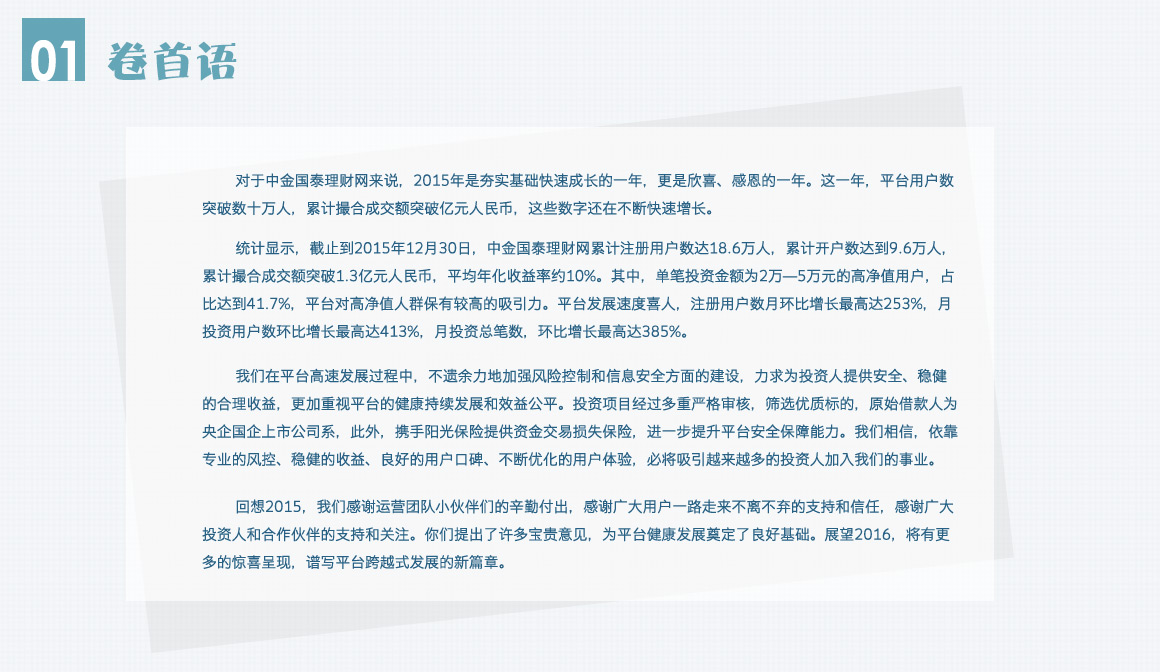 01 卷首语
对于中金国泰理财网来说，2015年是夯实基础快速成长的一年，更是欣喜、感恩的一年。这一年，平台用户数
突破数十万人，累计撮合成交额突破亿元人民币，这些数字还在不断快速增长。
统计显示，截止到2015年12月30日，中金国泰理财网累计注册用户数达18.6万人，累计开户数达到9.6万人，
累计撮合成交额突破1.3亿元人民币，平均年化收益率约10%。其中，单笔投资金额为2万—5万元的高净值用户，占
比达到41.7%，平台对高净值人群保有较高的吸引力。平台发展速度喜人，注册用户数月环比增长最高达253%，月
投资用户数环比增长最高达413%，月投资总笔数，环比增长最高达385%。
我们在平台高速发展过程中，不遗余力地加强风险控制和信息安全方面的建设，力求为投资人提供安全、稳健
的合理收益，更加重视平台的健康持续发展和效益公平。投资项目经过多重严格审核，筛选优质标的，原始借款人为
央企国企上市公司系，此外，携手阳光保险提供资金交易损失保险，进一步提升平台安全保障能力。我们相信，依靠
专业的风控、稳健的收益、良好的用户口碑、不断优化的用户体验，必将吸引越来越多的投资人加入我们的事业。
回想2015，我们感谢运营团队小伙伴们的辛勤付出，感谢广大用户一路走来不离不弃的支持和信任，感谢广大
投资人和合作伙伴的支持和关注。你们提出了许多宝贵意见，为平台健康发展奠定了良好基础。展望2016，将有更
多的惊喜呈现，谱写平台跨越式发展的新篇章。